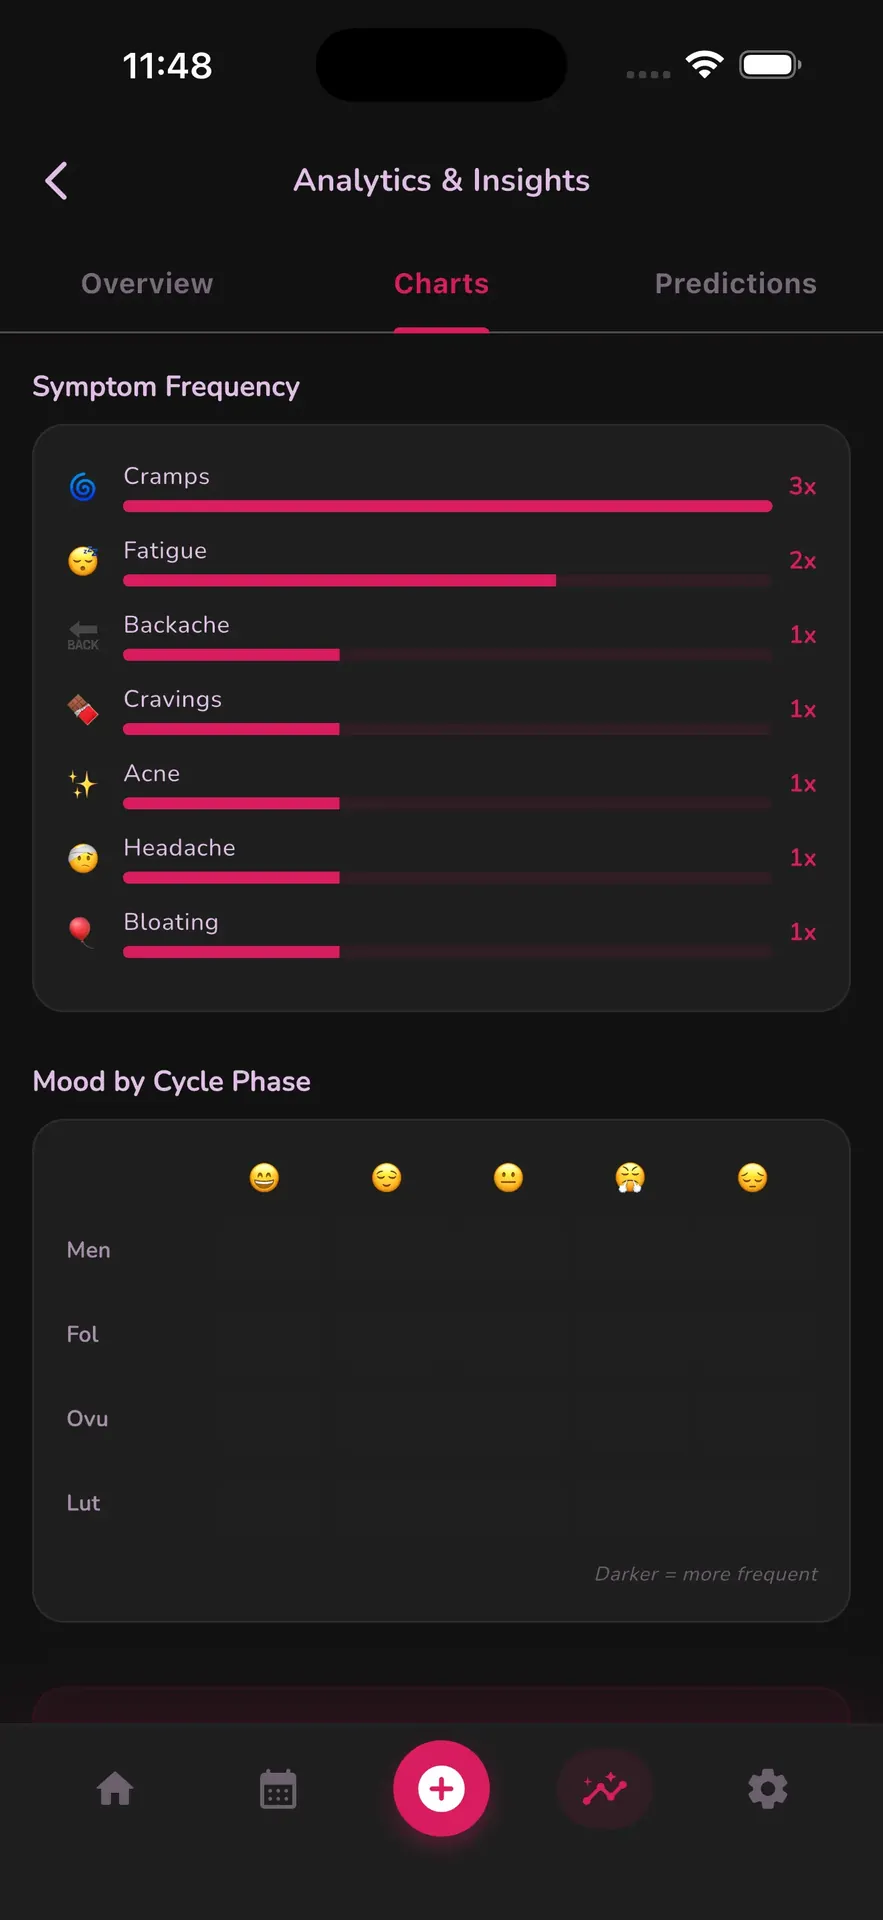 11:48
Analytics & Insights
Overview Charts Predictions
Symptom Frequency
Cramps 3x
Fatigue 2x
BACK Backache 1x
Cravings 1x
Acne 1x
Headache 1x
Bloating 1x
Mood by Cycle Phase
Men
Fol
Ovu
Lut
Darker = more frequent